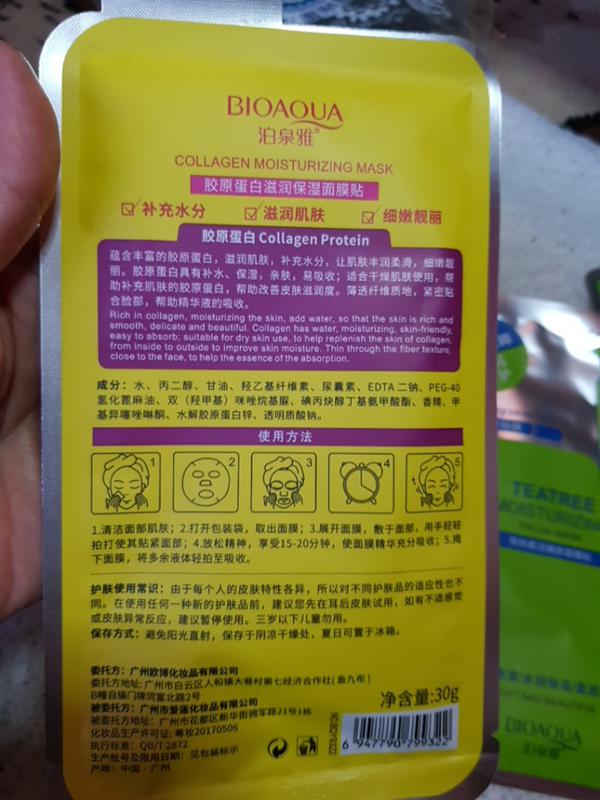 BIOAQUA
泊泉雅®
COLLAGEN MOISTURIZING MASK
胶原蛋白滋润保湿面膜贴
补充水分 滋润肌肤 细嫩靓丽
胶原蛋白 Collagen Protein
蕴含丰富的胶原蛋白，滋润肌肤，补充水分，让肌肤丰润柔滑，细嫩靓
丽。胶原蛋白具有补水、保湿，亲肤，易吸收；适合干燥肌肤使用，帮
助补充肌肤的胶原蛋白，帮助改善皮肤滋润度。薄透纤维质地，紧密贴
合脸部，帮助精华液的吸收。
Rich in collagen, moisturizing the skin, add water, so that the skin is rich and
smooth, delicate and beautiful. Collagen has water, moisturizing, skin-friendly,
easy to absorb; suitable for dry skin use, to help replenish the skin of collagen,
from inside to outside to improve skin moisture. Thin through the fiber texture,
close to the face, to help the essence of the absorption.
成分：水、丙二醇、甘油、羟乙基纤维素、尿囊素、EDTA 二钠、PEG-40
氢化蓖麻油、双（羟甲基）咪唑烷基脲、碘丙炔醇丁基氨甲酸酯、香精、甲
基异噻唑啉酮、水解胶原蛋白锌、透明质酸钠。
使用方法
1 2 3 4 5
1.清洁面部肌肤；2.打开包装袋，取出面膜；3.展开面膜，敷于面部，用手轻轻
拍打使其贴紧面部；4.放松精神，享受15-20分钟，使面膜精华充分吸收；5.揭
下面膜，将多余液体轻拍至吸收。
护肤使用常识：由于每个人的皮肤特性各异，所以对不同护肤品的适应性也不
同。在使用任何一种新的护肤品前，建议您先在耳后皮肤试用，如有不适感觉
或皮肤异常反应，建议暂停使用。三岁以下儿童勿用。
保存方式：避免阳光直射，保存于阴凉干燥处，夏日可置于冰箱。
委托方：广州欧博化妆品有限公司
委托方地址：广州市白云区人和镇大巷村第七经济合作社(鱼九布)
B幢自编门牌同富北路2号
被委托方：广州市爱莲化妆品有限公司
被委托方地址：广州市花都区新华街拥军路21号1栋
化妆品生产许可证：粤妆20170506
执行标准：QB/T 2872
生产批号及限用日期：见包装标示
产地：中国·广州
净含量:30g
NO:BQY9322
6 947790 799322
TEATREE
MOISTURIZING
FACIAL MASK
BIOAQUA
泊泉雅